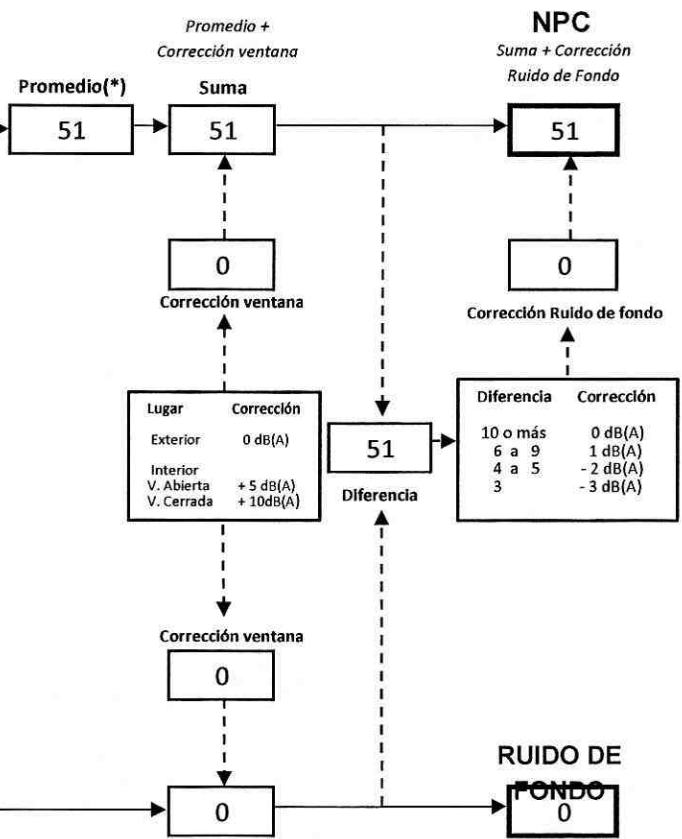 Promedio +
Corrección ventana
NPC
Suma + Corrección
Ruido de Fondo
Promedio(*)
Suma
51
51
51
0
Corrección ventana
0
Corrección Ruido de fondo
Lugar Corrección
Exterior 0 dB(A)
Interior
V. Abierta + 5 dB(A)
V. Cerrada + 10dB(A)
51
Diferencia
Diferencia Corrección
10 o más 0 dB(A)
6 a 9 1 dB(A)
4 a 5 - 2 dB(A)
3 - 3 dB(A)
Corrección ventana
0
0
RUIDO DE
FONDO
0